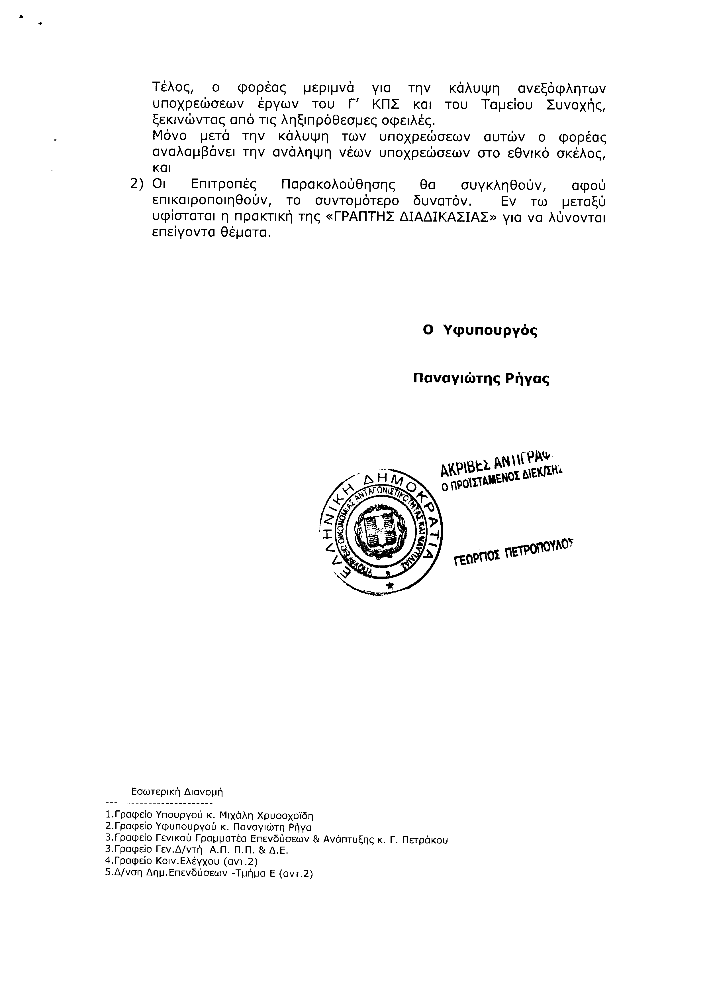 Τέλος, ο φορέας μεριμνά για την κάλυψη ανεξόφλητων
υποχρεώσεων έργων του Γ' ΚΠΣ και του Ταμείου Συνοχής,
ξεκινώντας από τις ληξιπρόθεσμες οφειλές.
Μόνο μετά την κάλυψη των υποχρεώσεων αυτών ο φορέας
αναλαμβάνει την ανάληψη νέων υποχρεώσεων στο εθνικό σκέλος,
και
2) Οι Επιτροπές Παρακολούθησης θα συγκληθούν, αφού
επικαιροποιηθούν, το συντομότερο δυνατόν. Εν τω μεταξύ
υφίσταται η πρακτική της «ΓΡΑΠΤΗΣ ΔΙΑΔΙΚΑΣΙΑΣ» για να λύνονται
επείγοντα θέματα.
Ο Υφυπουργός
Παναγιώτης Ρήγας
ΑΚΡΙΒΕΣ ΑΝΤΙΓΡΑΦ
Ο ΠΡΟΪΣΤΑΜΕΝΟΣ ΔΙΕΚ/ΣΗΣ
ΕΛΛΗΝΙΚΗ ΔΗΜΟΚΡΑΤΙΑ
ΥΠΟΥΡΓΕΙΟ ΟΙΚΟΝΟΜΙΑΣ ΑΝΤΑΓΩΝΙΣΤΙΚΟΤΗΤΑΣ ΚΑΙ ΝΑΥΤΙΛΙΑΣ
ΓΕΩΡΓΙΟΣ ΠΕΤΡΟΠΟΥΛΟΣ
Εσωτερική Διανομή
-------------------------
1.Γραφείο Υπουργού κ. Μιχάλη Χρυσοχοϊδη
2.Γραφείο Υφυπουργού κ. Παναγιώτη Ρήγα
3.Γραφείο Γενικού Γραμματέα Επενδύσεων & Ανάπτυξης κ. Γ. Πετράκου
3.Γραφείο Γεν.Δ/ντή Α.Π. Π.Π. & Δ.Ε.
4.Γραφείο Κοιν.Ελέγχου (αντ.2)
5.Δ/νση Δημ.Επενδύσεων -Τμήμα Ε (αντ.2)